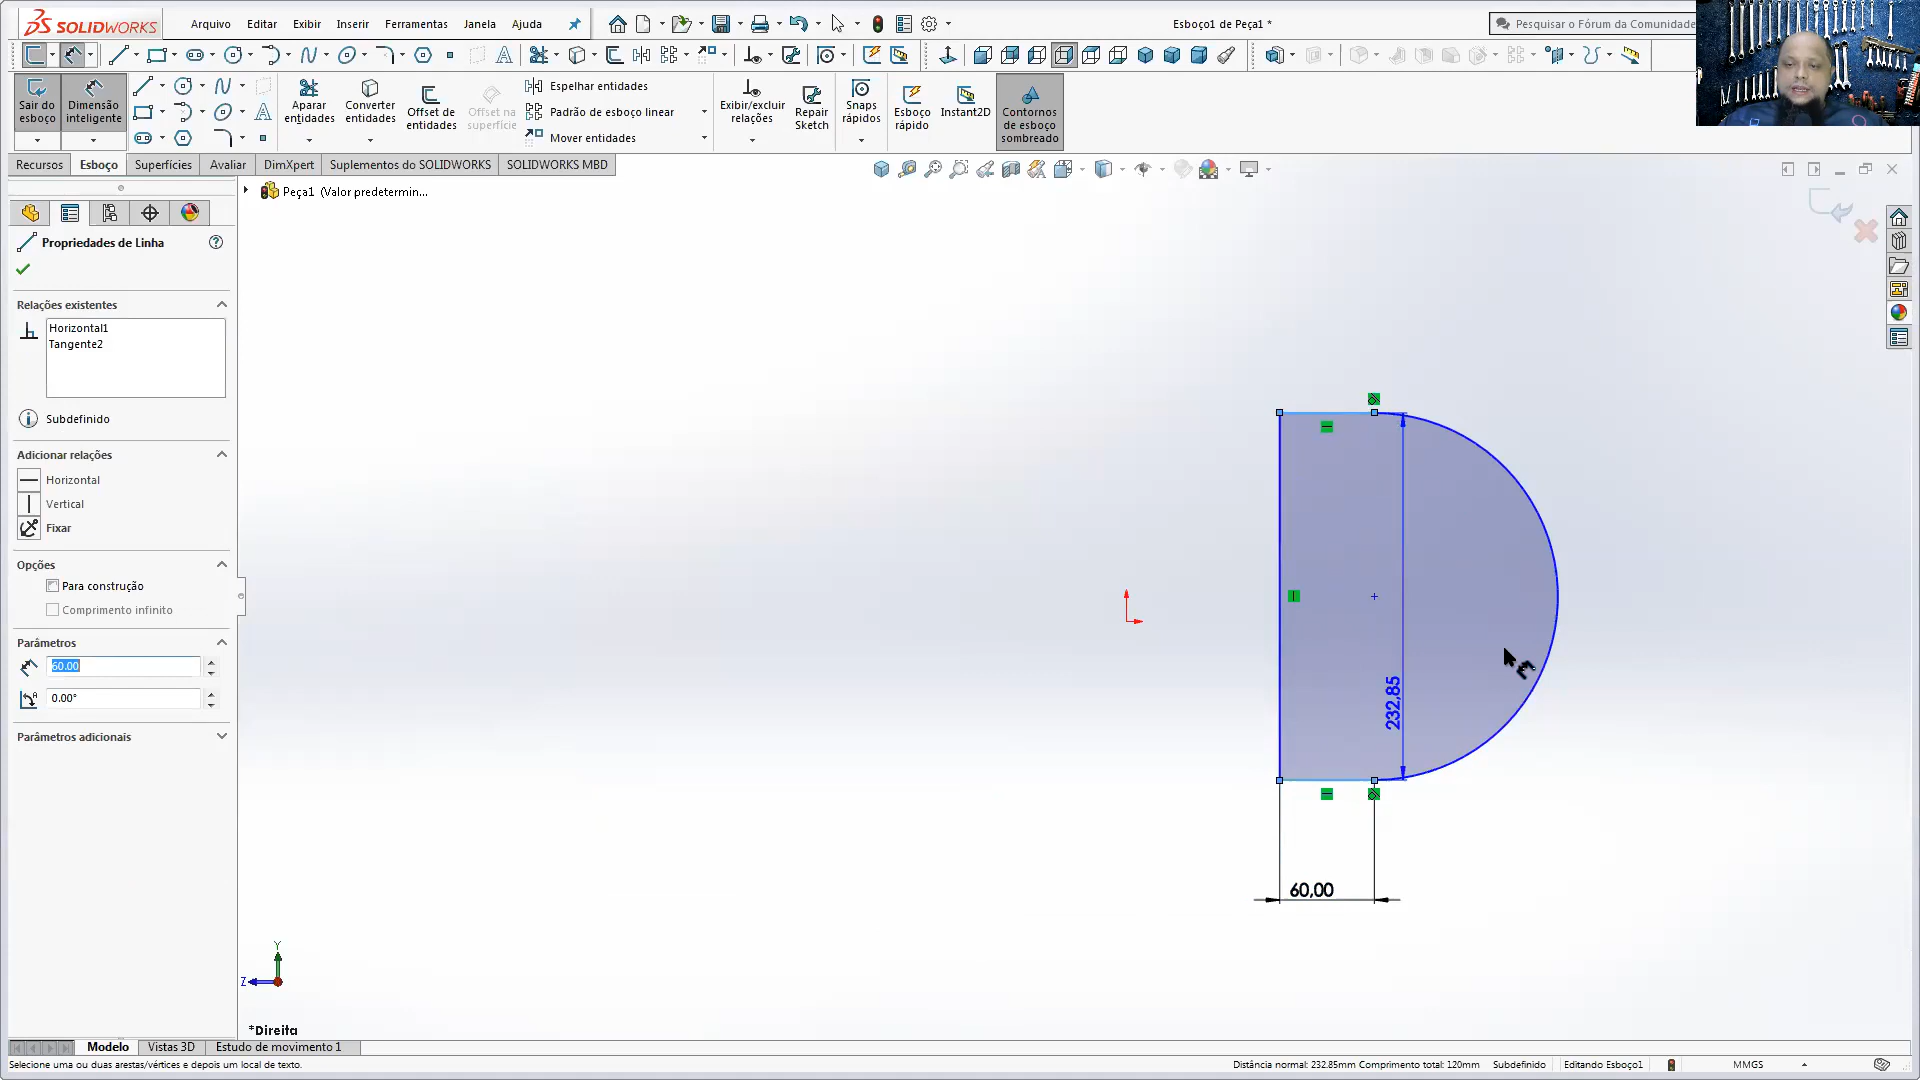 SOLIDWORKS
Arquivo Editar Exibir Inserir Ferramentas Janela Ajuda
Esboço1 de Peça1 *
Pesquisar o Fórum da Comunidade
Sair do esboço
Dimensão inteligente
Aparar entidades
Converter entidades
Offset de entidades
Offset na superfície
Espelhar entidades
Padrão de esboço linear
Mover entidades
Exibir/excluir relações
Repair Sketch
Snaps rápidos
Esboço rápido
Instant2D
Contornos de esboço sombreado
Recursos Esboço Superfícies Avaliar DimXpert Suplementos do SOLIDWORKS SOLIDWORKS MBD
Peça1 (Valor predetermin...
Propriedades de Linha
Relações existentes
Horizontal1
Tangente2
Subdefinido
Adicionar relações
Horizontal
Vertical
Fixar
Opções
Para construção
Comprimento infinito
Parâmetros
60.00
0.00°
Parâmetros adicionais
232,85
60,00
Y
Z
*Direita
Modelo Vistas 3D Estudo de movimento 1
Selecione uma ou duas arestas/vértices e depois um local de texto.
Distância normal: 232.85mm Comprimento total: 120mm Subdefinido Editando Esboço1 MMGS